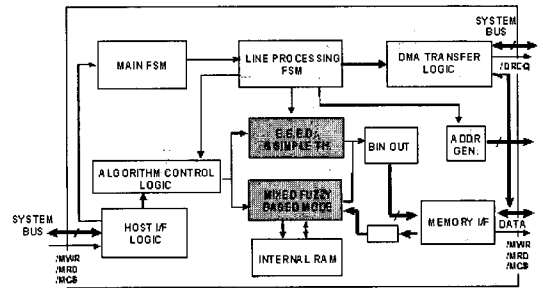 SYSTEM
BUS
MAIN FSM
LINE PROCESSING
FSM
DMA TRANSFER
LOGIC
/DREQ
& SIMPLE TH.
BIN OUT
ADDR
GEN.
ALGORITHM CONTROL
LOGIC
MIXED FUZZY
BASED MODE
SYSTEM
BUS
HOST I/F
LOGIC
MEMORY I/F
DATA
/MWR
/MRD
/MCS
INTERNAL RAM
/MWR
/MRD
/MCS